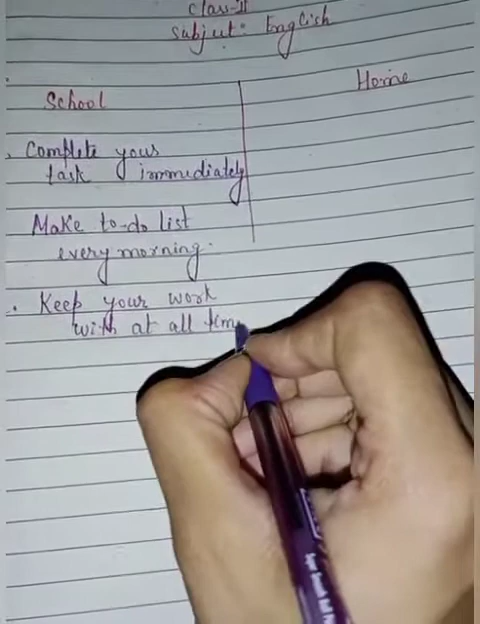 Class-II
Subject: English
School
Home
Complete your
task immediately
Make to-do list
every morning.
Keep your work
with at all tim